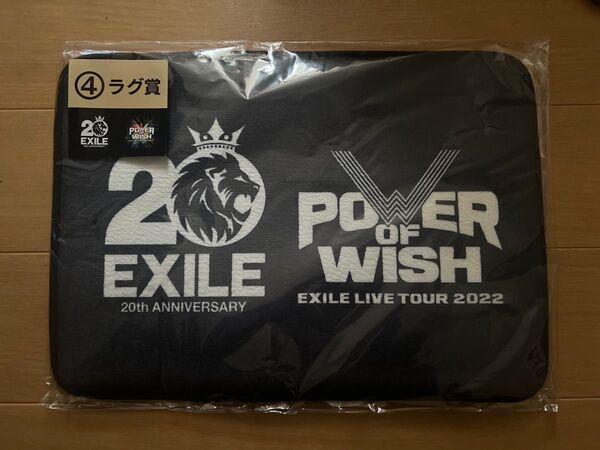 ④ラグ賞
20
EXILE
POWER
OF
WISH
20
EXILE
20th ANNIVERSARY
POWER
OF
WISH
EXILE LIVE TOUR 2022